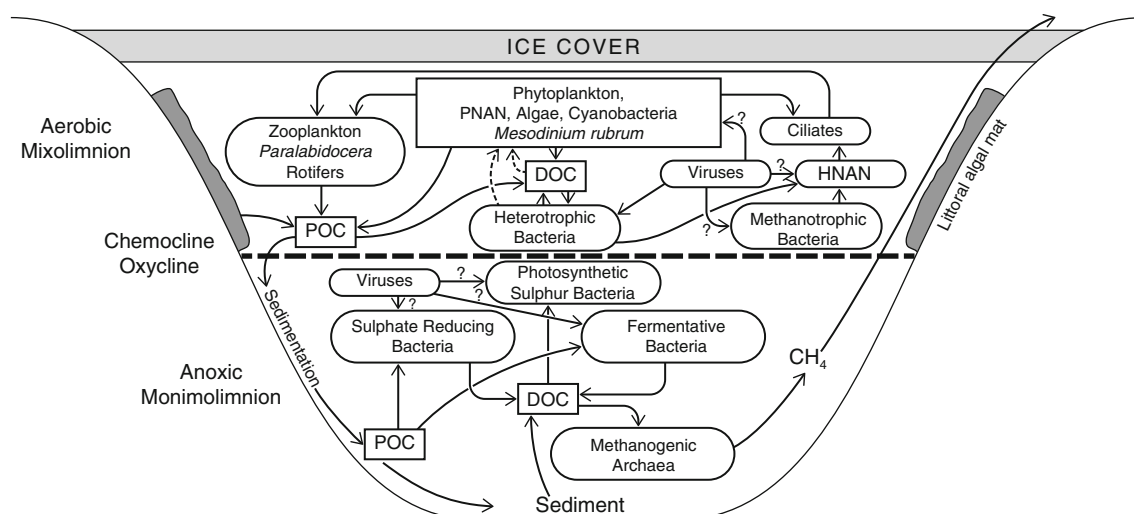 ICE COVER
Aerobic
Mixolimnion
Phytoplankton,
PNAN, Algae, Cyanobacteria
Mesodinium rubrum
Zooplankton
Paralabidocera
Rotifers
Ciliates
?
DOC
Viruses
?
HNAN
Littoral algal mat
Heterotrophic
Bacteria
?
Methanotrophic
Bacteria
POC
Chemocline
Oxycline
Viruses
?
?
?
Photosynthetic
Sulphur Bacteria
Sedimentation
Sulphate Reducing
Bacteria
Fermentative
Bacteria
Anoxic
Monimolimnion
CH4
DOC
POC
Methanogenic
Archaea
Sediment